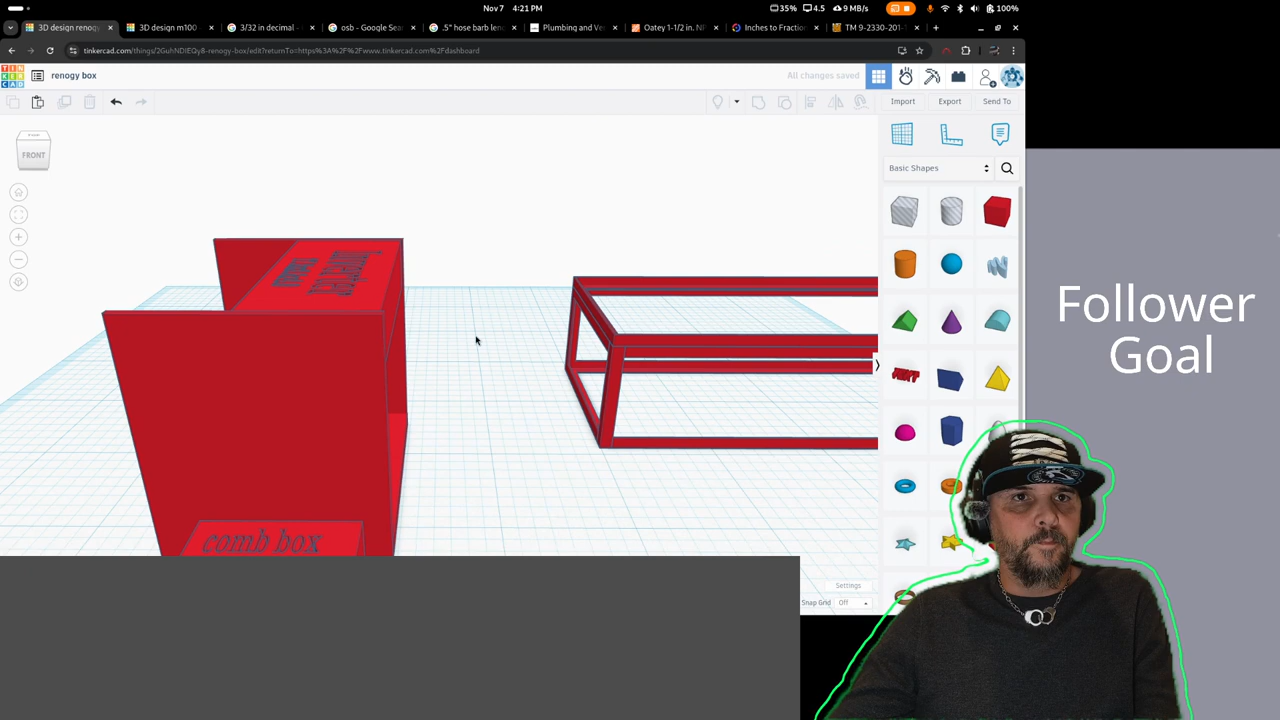 Nov 7 4:21 PM
35% 4.5 9 MB/s 100%
3D design renog
3D design m100
3/32 in decimal -
osb - Google Sea
.5" hose barb len
Plumbing and Ve
Oatey 1-1/2 in. NF
Inches to Fraction
TM 9-2330-201-
tinkercad.com/things/2GuhNDIEQy8-renogy-box/edit?returnTo=https%3A%2F%2Fwww.tinkercad.com%2Fdashboard
TIN
KER
CAD
renogy box
All changes saved
Import
Export
Send To
FRONT
Basic Shapes
Follower
Goal
comb box
Settings
Snap Grid
Off